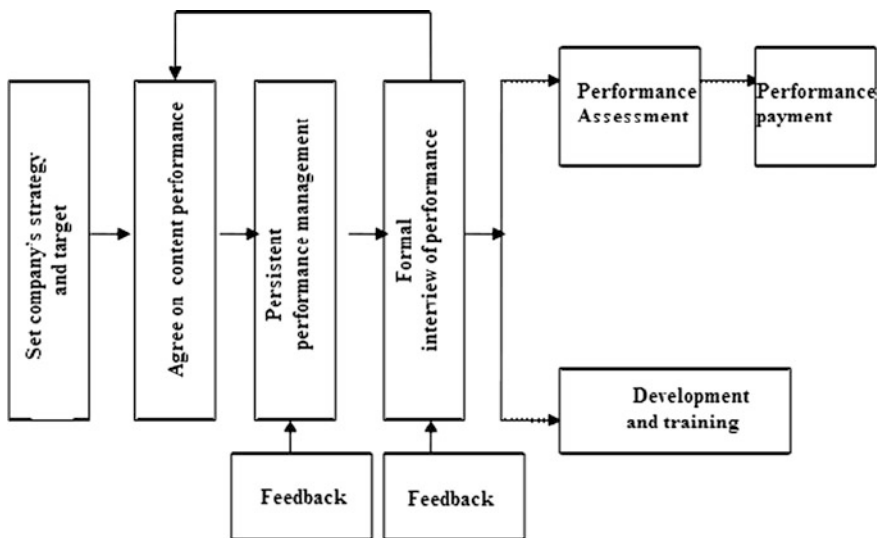 Set company's strategy
and target
Agree on content performance
Persistent
performance management
Formal
interview of performance
Performance
Assessment
Performance
payment
Development
and training
Feedback
Feedback